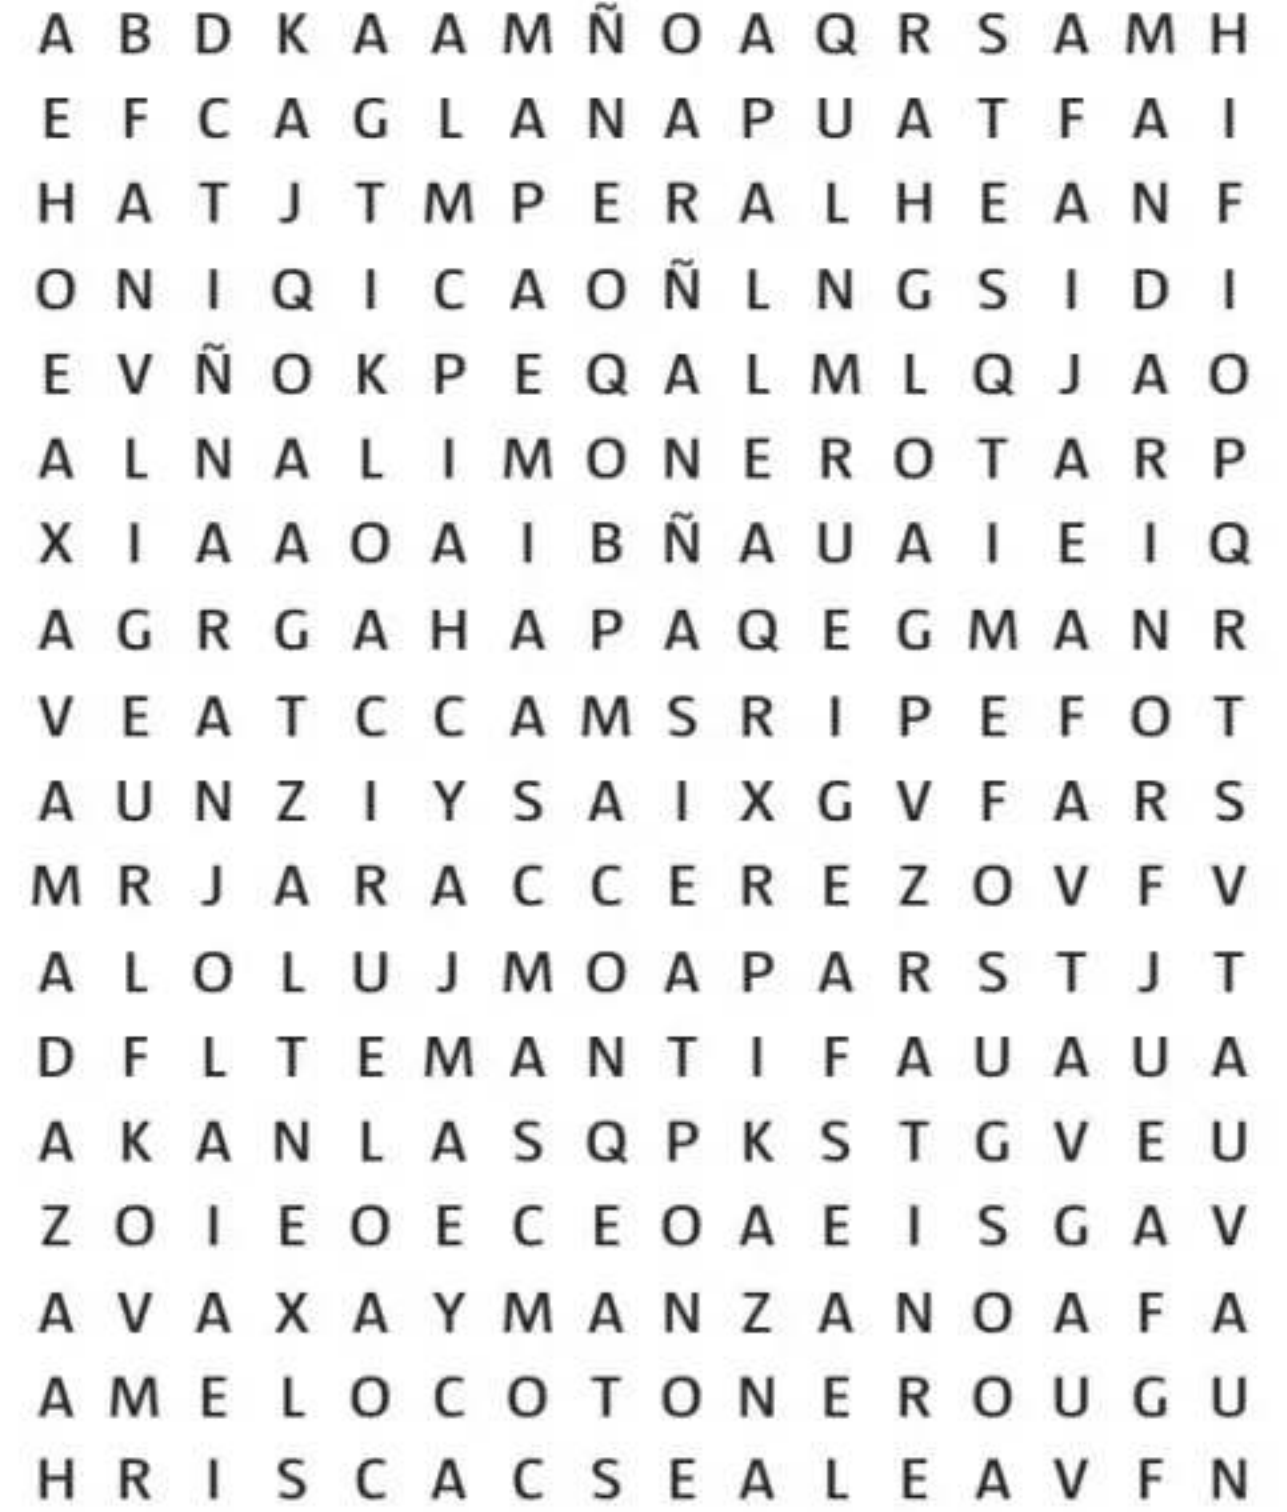 A B D K A A M Ñ O A Q R S A M H
E F C A G L A N A P U A T F A I
H A T J T M P E R A L H E A N F
O N I Q I C A O Ñ L N G S I D I
E V Ñ O K P E Q A L M L Q J A O
A L N A L I M O N E R O T A R P
X I A A O A I B Ñ A U A I E I Q
A G R G A H A P A Q E G M A N R
V E A T C C A M S R I P E F O T
A U N Z I Y S A I X G V F A R S
M R J A R A C C E R E Z O V F V
A L O L U J M O A P A R S T J T
D F L T E M A N T I F A U A U A
A K A N L A S Q P K S T G V E U
Z O I E O E C E O A E I S G A V
A V A X A Y M A N Z A N O A F A
A M E L O C O T O N E R O U G U
H R I S C A C S E A L E A V F N